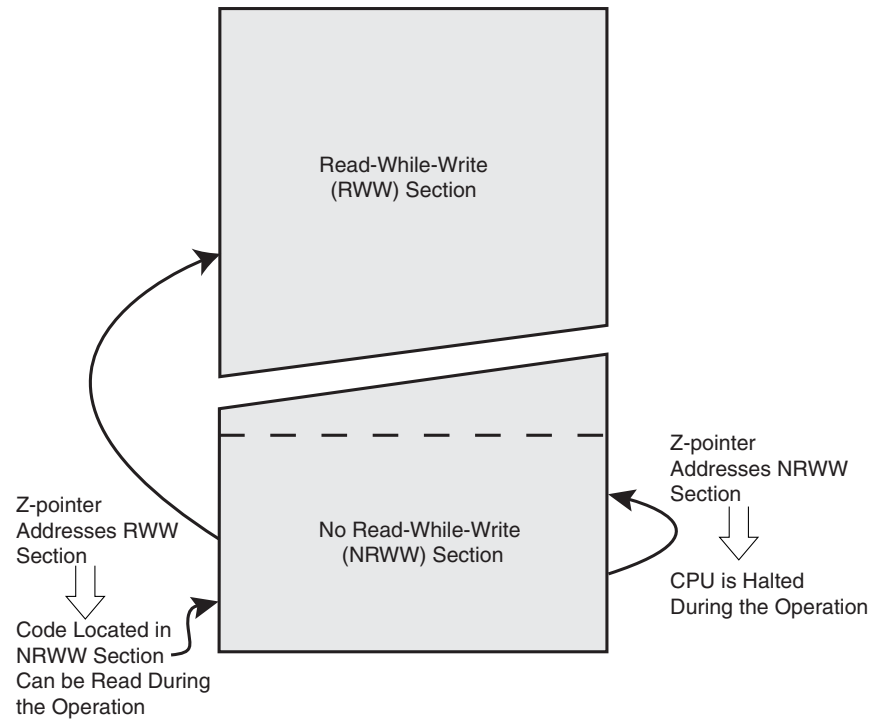 Read-While-Write
(RWW) Section
Z-pointer
Addresses NRWW
Section
CPU is Halted
During the Operation
No Read-While-Write
(NRWW) Section
Z-pointer
Addresses RWW
Section
Code Located in
NRWW Section
Can be Read During
the Operation